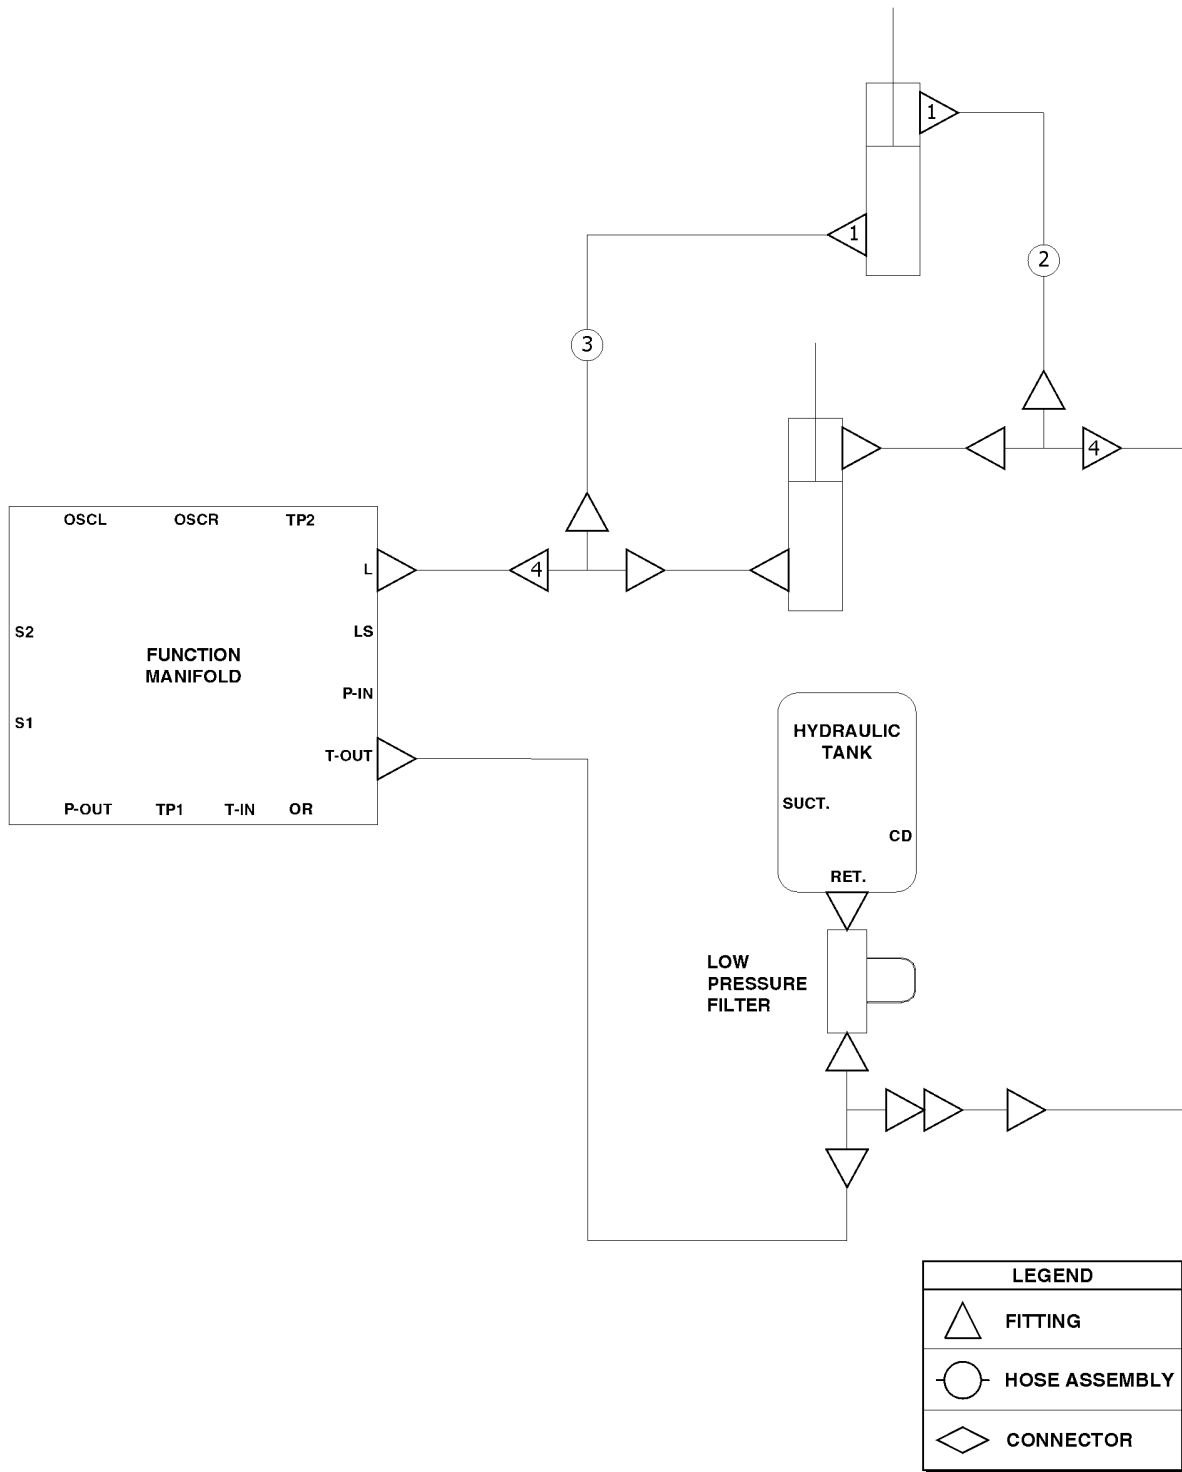 1
1
2
3
4
OSCL OSCR TP2
L
4
S2
LS
FUNCTION
MANIFOLD
P-IN
S1
T-OUT
P-OUT TP1 T-IN OR
HYDRAULIC
TANK
SUCT.
CD
RET.
LOW
PRESSURE
FILTER
LEGEND
FITTING
HOSE ASSEMBLY
CONNECTOR